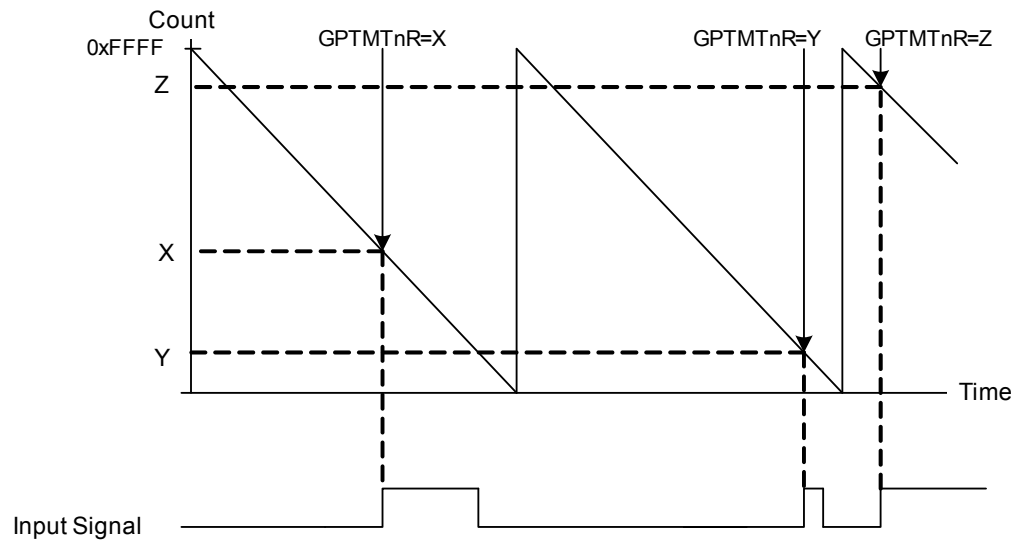 Count
0xFFFF
GPTMTnR=X
GPTMTnR=Y
GPTMTnR=Z
Z
X
Y
Time
Input Signal